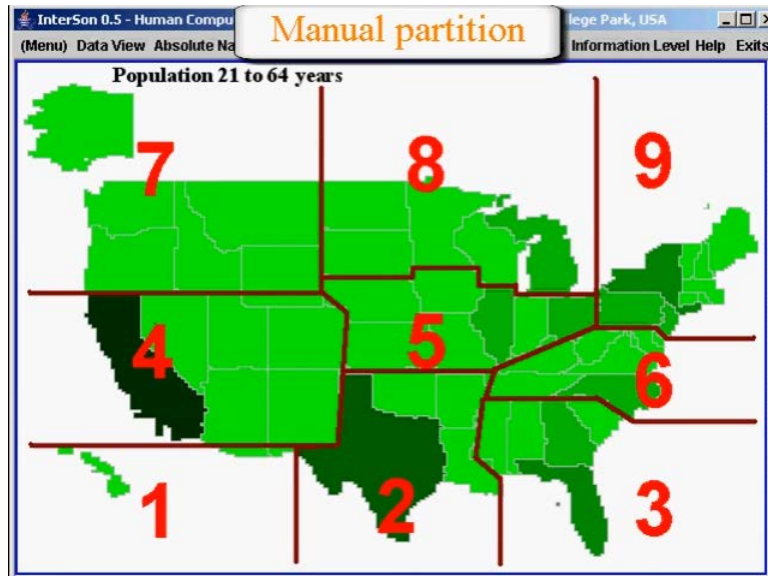 InterSon 0.5 - Human Compu
Manual partition
llege Park, USA
(Menu) Data View Absolute Na
Information Level Help Exits
Population 21 to 64 years
7
8
9
4
5
6
1
2
3